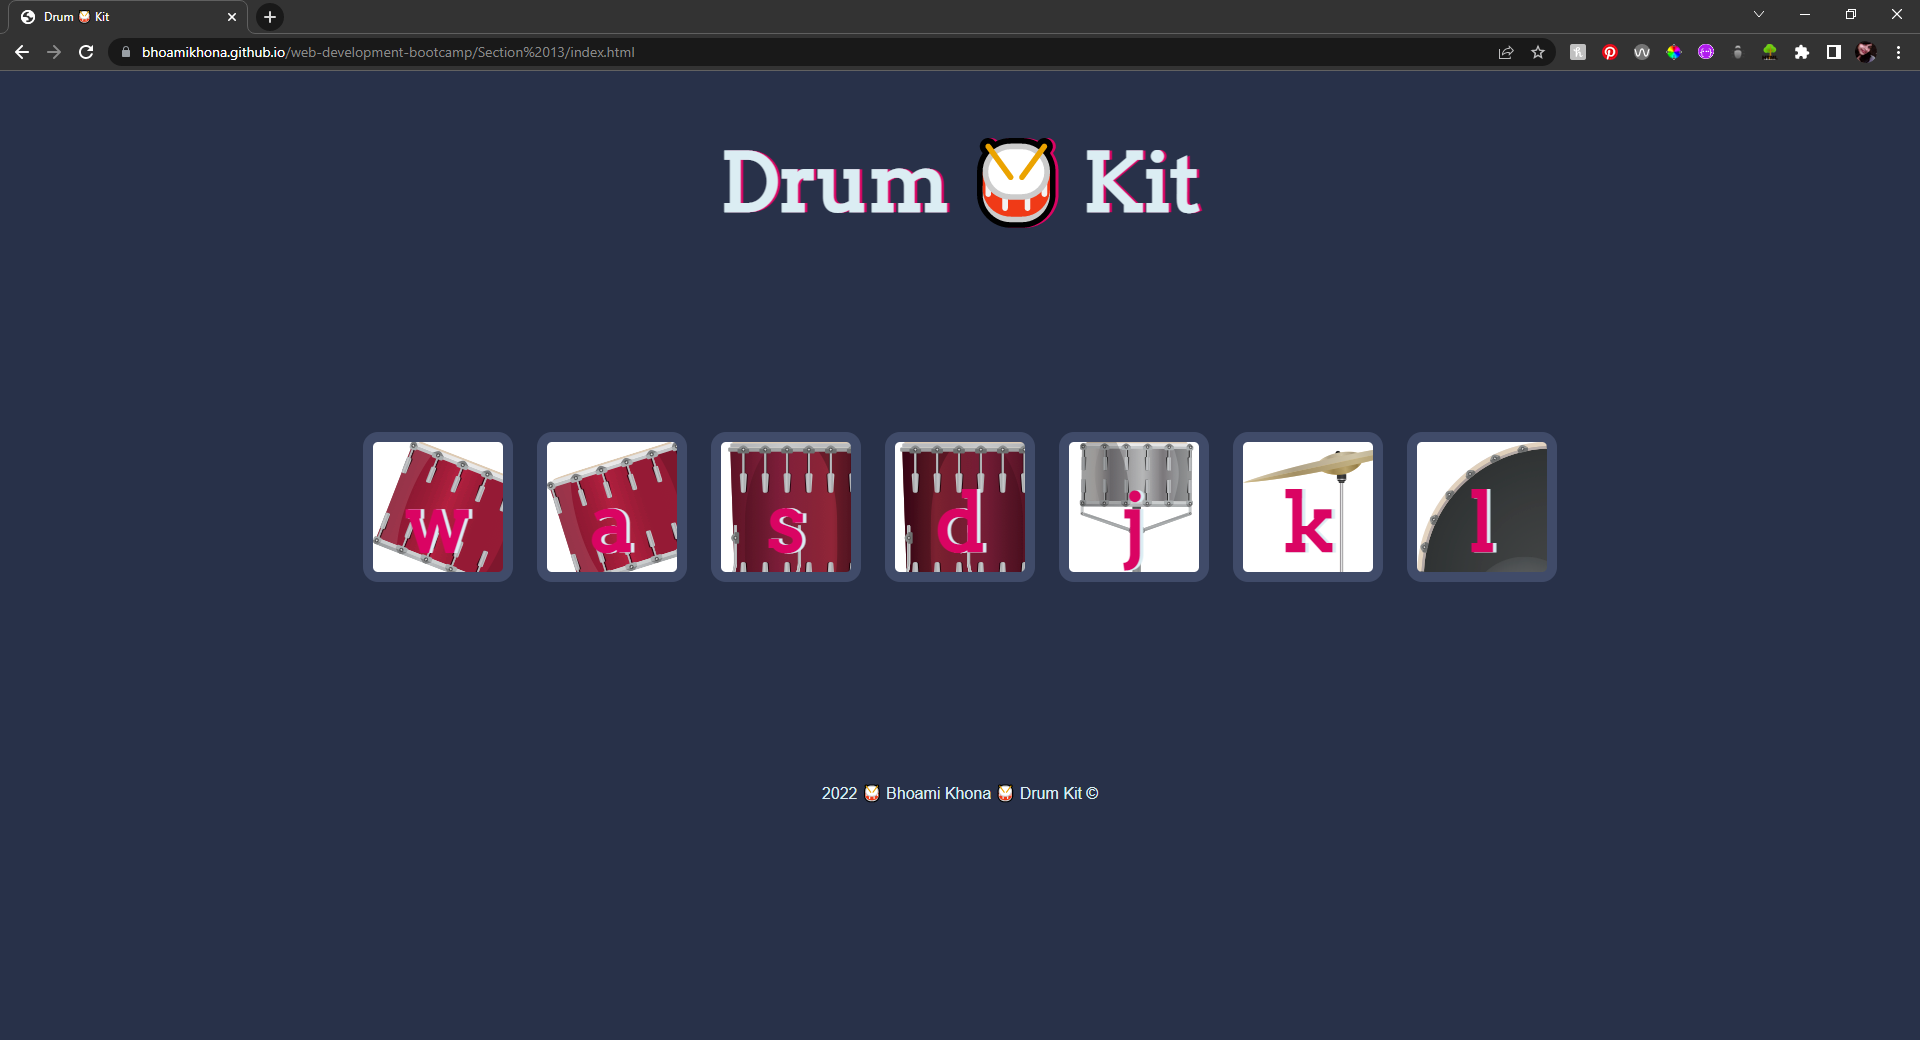 Drum 🥁 Kit
bhoamikhona.github.io/web-development-bootcamp/Section%2013/index.html
Drum 🥁 Kit
w a s d j k l
2022 🥁 Bhoami Khona 🥁 Drum Kit ©